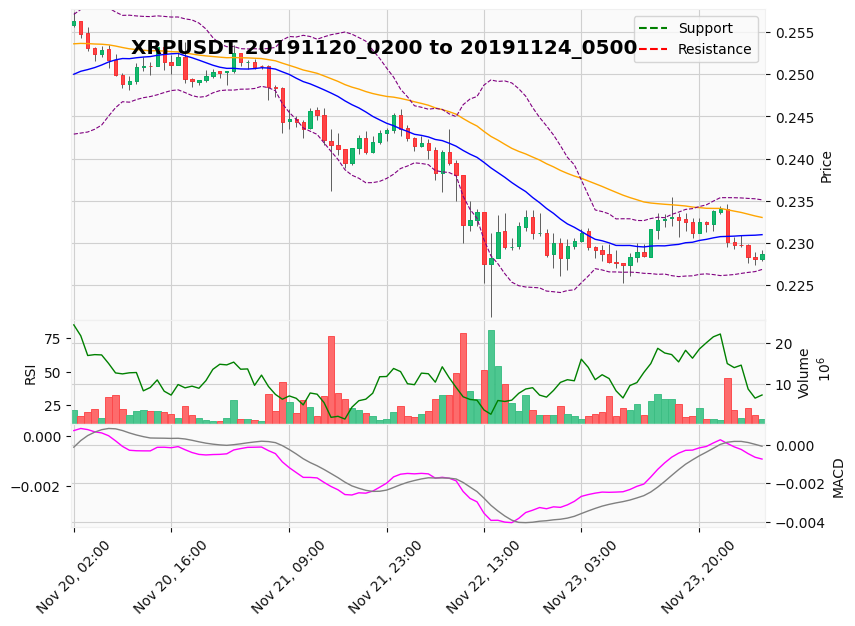 XRPUSDT 20191120_0200 to 20191124_0500
Support
Resistance
0.255
0.250
0.245
0.240
0.235
0.230
0.225
Price
75
50
25
RSI
20
10
Volume
10^6
0.000
−0.002
0.000
−0.002
−0.004
MACD
Nov 20, 02:00
Nov 20, 16:00
Nov 21, 09:00
Nov 21, 23:00
Nov 22, 13:00
Nov 23, 03:00
Nov 23, 20:00